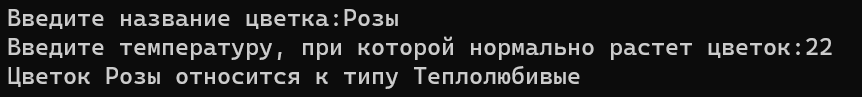 Введите название цветка:Розы
Введите температуру, при которой нормально растет цветок:22
Цветок Розы относится к типу Теплолюбивые